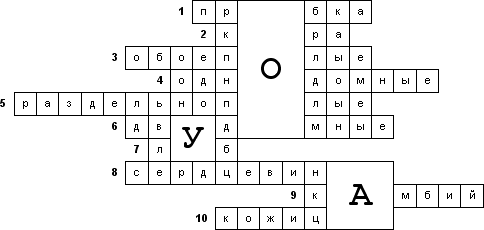 1 п р б к а
2 к р а
3 о б о е п л ы е
О
4 о д н д о м н ы е
5 р а з д е л ь н о п л ы е
6 д в д м н ы е
У
7 л б
8 с е р д ц е в и н
9 к А м б и й
10 к о ж и ц